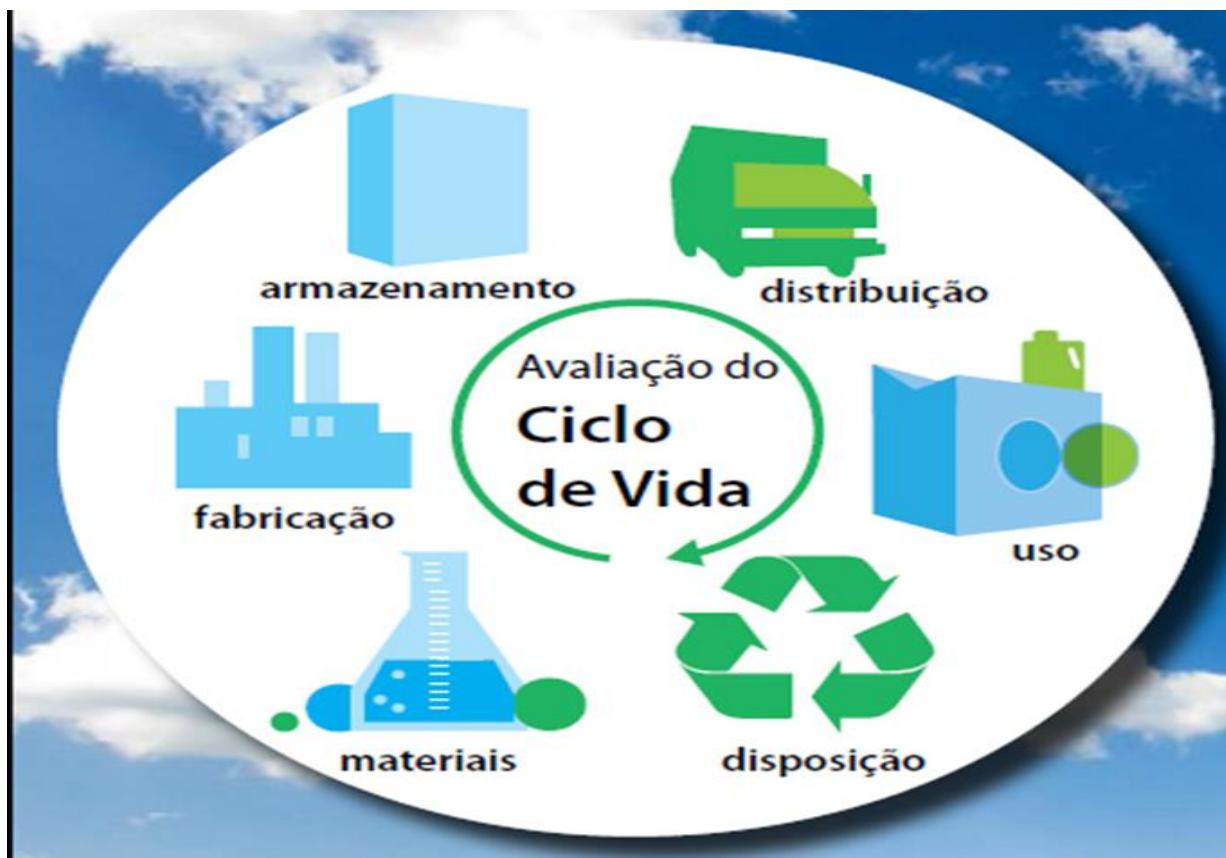 armazenamento
distribuição
Avaliação do
Ciclo
de Vida
fabricação
uso
materiais
disposição